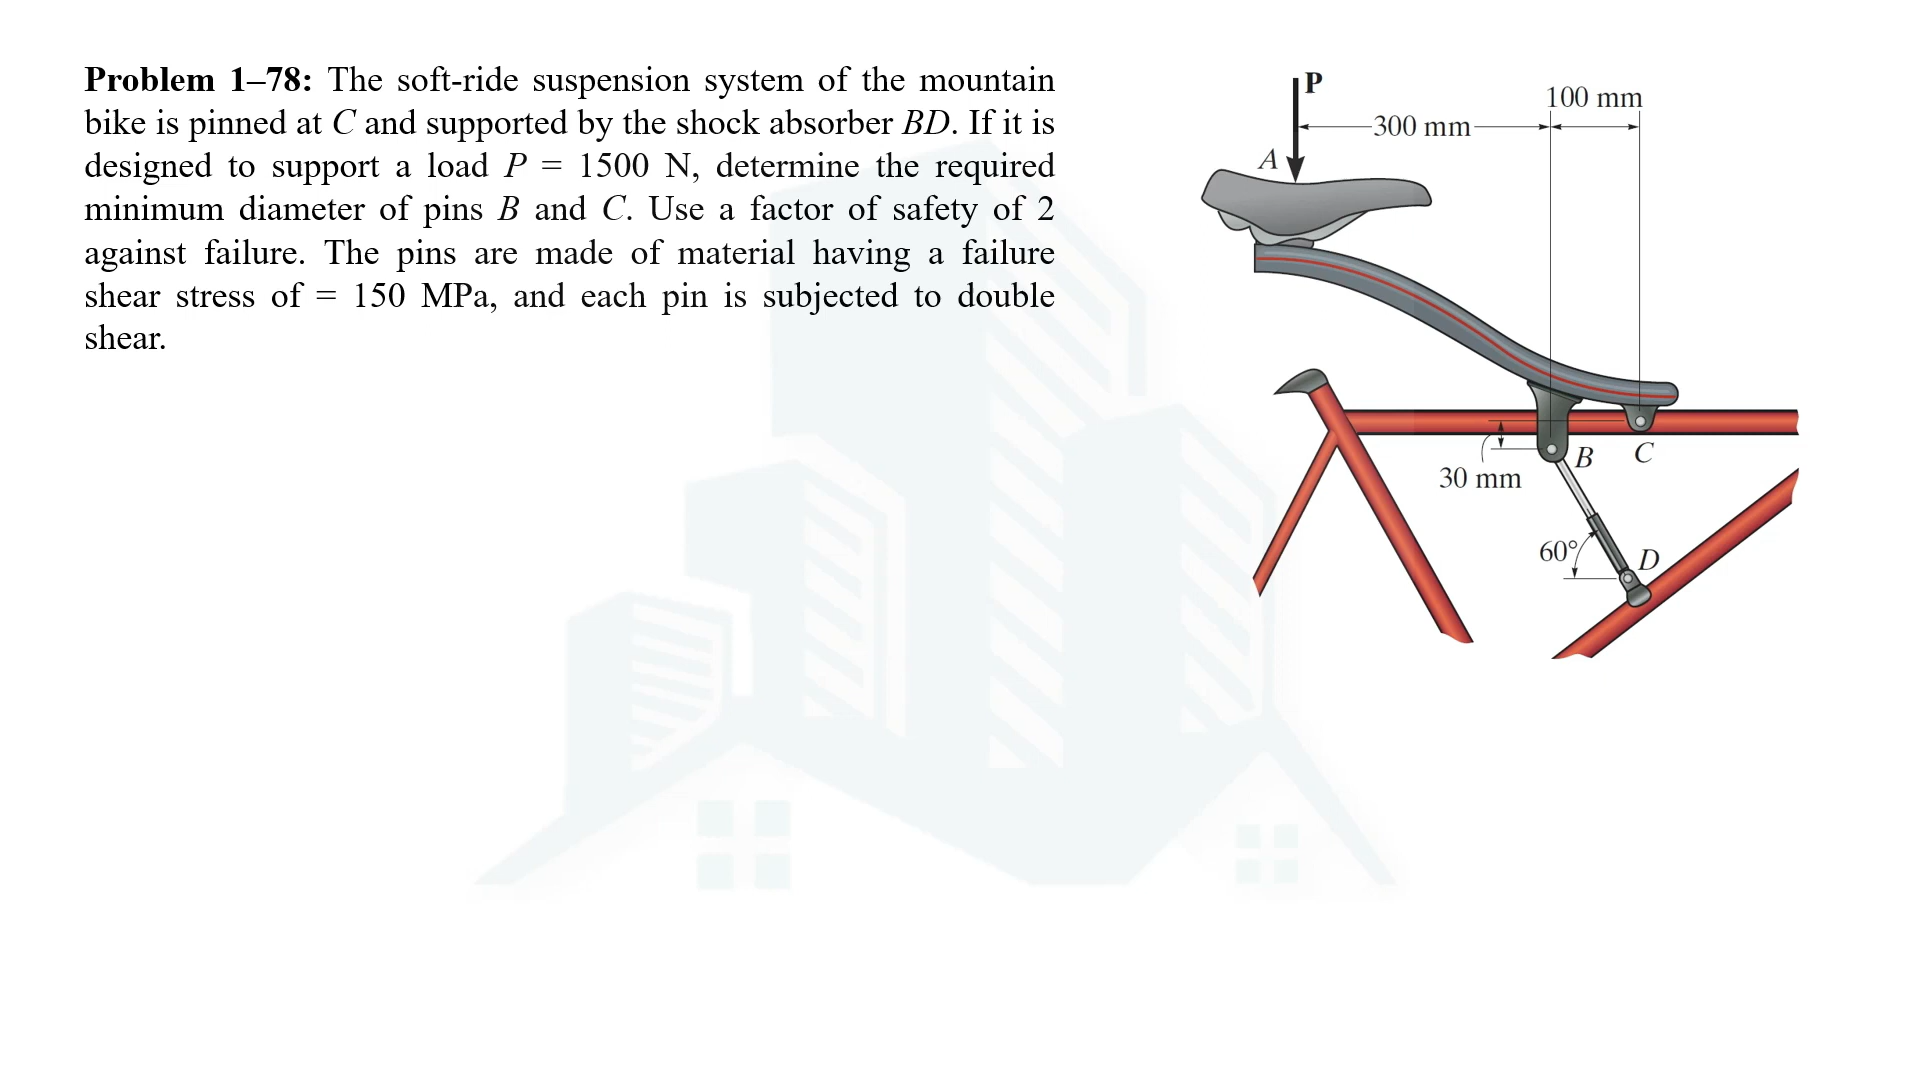 Problem 1–78: The soft-ride suspension system of the mountain
bike is pinned at C and supported by the shock absorber BD. If it is
designed to support a load P = 1500 N, determine the required
minimum diameter of pins B and C. Use a factor of safety of 2
against failure. The pins are made of material having a failure
shear stress of = 150 MPa, and each pin is subjected to double
shear.
P
100 mm
300 mm
A
B
C
30 mm
60°
D